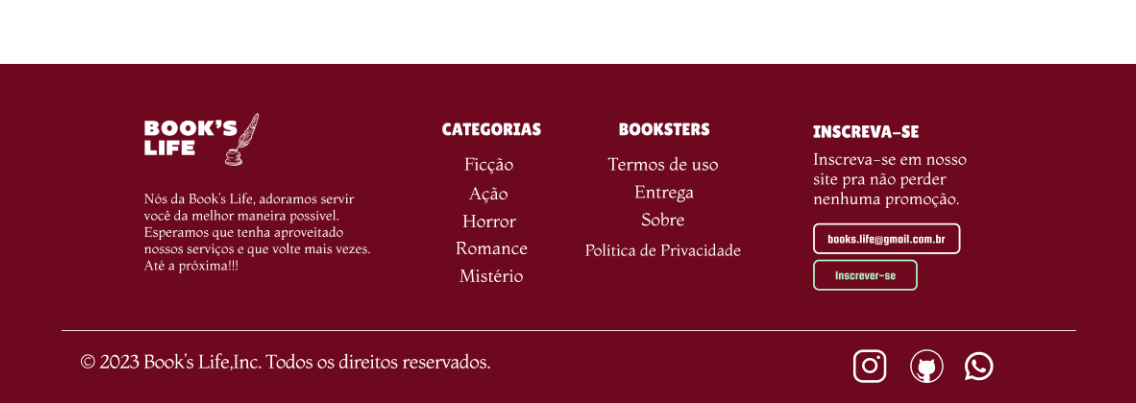 BOOK'S
LIFE
Nós da Book's Life, adoramos servir
você da melhor maneira possível.
Esperamos que tenha aproveitado
nossos serviços e que volte mais vezes.
Até a próxima!!!
CATEGORIAS
Ficção
Ação
Horror
Romance
Mistério
BOOKSTERS
Termos de uso
Entrega
Sobre
Política de Privacidade
INSCREVA-SE
Inscreva-se em nosso
site pra não perder
nenhuma promoção.
books.life@gmail.com.br
Inscrever-se
© 2023 Book's Life,Inc. Todos os direitos reservados.